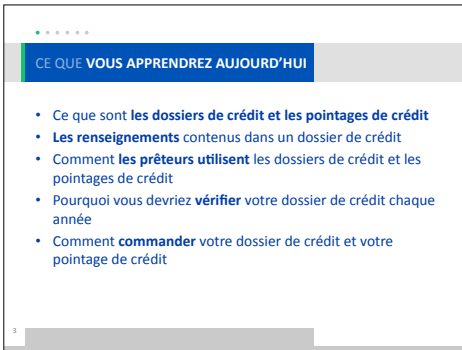 CE QUE VOUS APPRENDREZ AUJOURD'HUI
• Ce que sont les dossiers de crédit et les pointages de crédit
• Les renseignements contenus dans un dossier de crédit
• Comment les prêteurs utilisent les dossiers de crédit et les
pointages de crédit
• Pourquoi vous devriez vérifier votre dossier de crédit chaque
année
• Comment commander votre dossier de crédit et votre
pointage de crédit
3